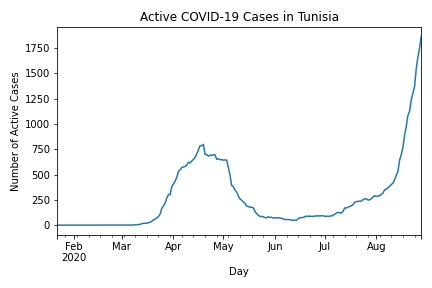 Active COVID-19 Cases in Tunisia
Number of Active Cases
1750
1500
1250
1000
750
500
250
0
Feb Mar Apr May Jun Jul Aug
2020
Day